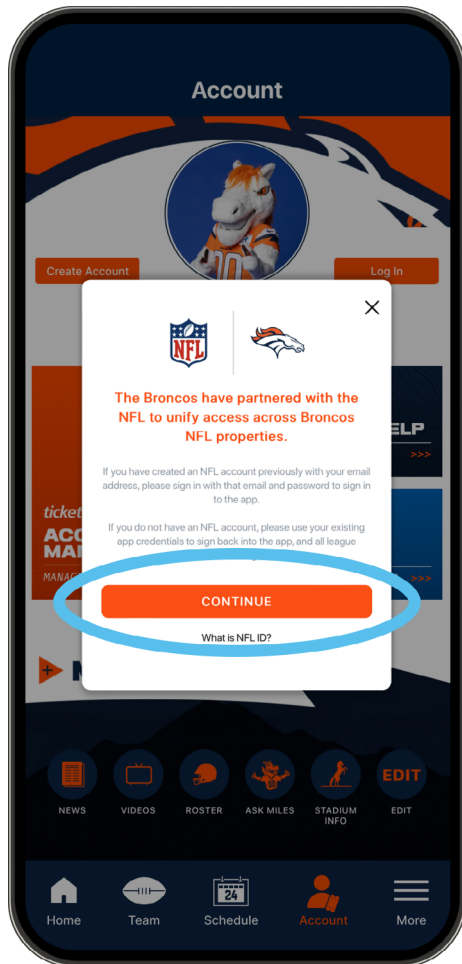 Account
Create Account
Log In
NFL
The Broncos have partnered with the
NFL to unify access across Broncos
NFL properties.
If you have created an NFL account previously with your email
address, please sign in with that email and password to sign in
to the app.
If you do not have an NFL account, please use your existing
app credentials to sign back into the app, and all league
CONTINUE
What is NFL ID?
ELP
>>>
ticket
ACC
MA
MANAG
>>>
NEWS
VIDEOS
ROSTER
ASK MILES
STADIUM
INFO
EDIT
EDIT
24
Home
Team
Schedule
Account
More